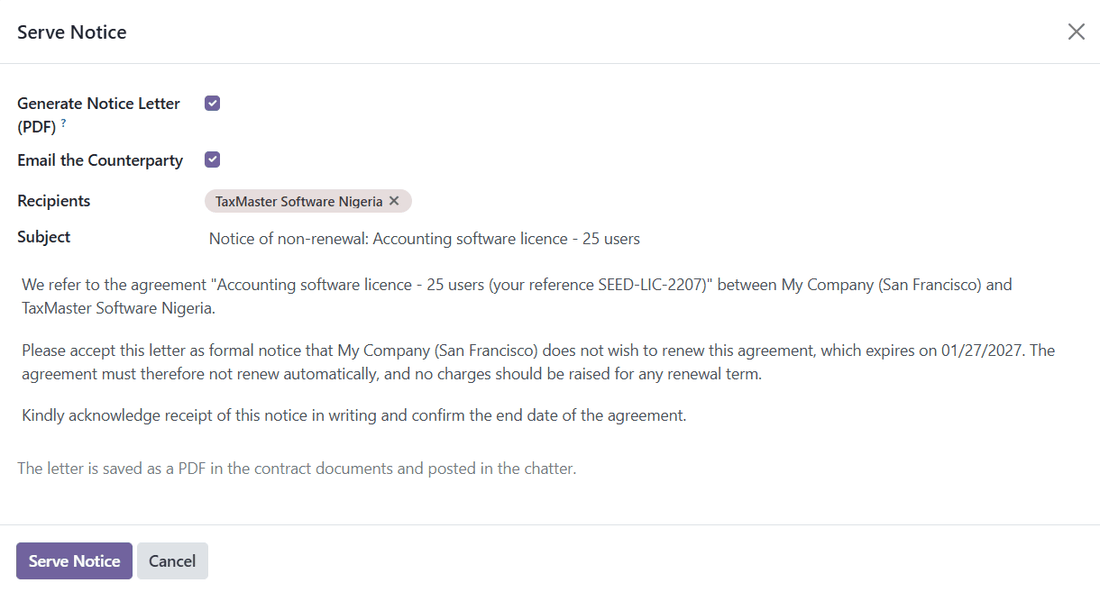 Serve Notice
Generate Notice Letter
(PDF) ?
Email the Counterparty
Recipients
TaxMaster Software Nigeria
Subject
Notice of non-renewal: Accounting software licence - 25 users
We refer to the agreement "Accounting software licence - 25 users (your reference SEED-LIC-2207)" between My Company (San Francisco) and
TaxMaster Software Nigeria.
Please accept this letter as formal notice that My Company (San Francisco) does not wish to renew this agreement, which expires on 01/27/2027. The
agreement must therefore not renew automatically, and no charges should be raised for any renewal term.
Kindly acknowledge receipt of this notice in writing and confirm the end date of the agreement.
The letter is saved as a PDF in the contract documents and posted in the chatter.
Serve Notice
Cancel